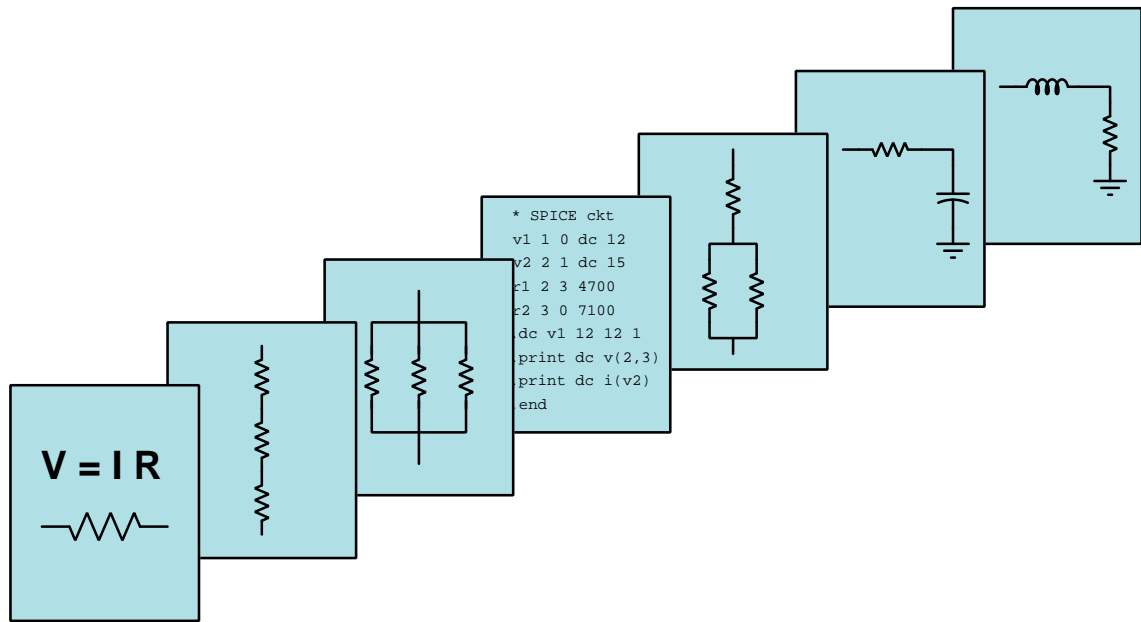 * SPICE ckt
v1 1 0 dc 12
v2 2 1 dc 15
r1 2 3 4700
r2 3 0 7100
.dc v1 12 12 1
.print dc v(2,3)
.print dc i(v2)
.end
V = I R